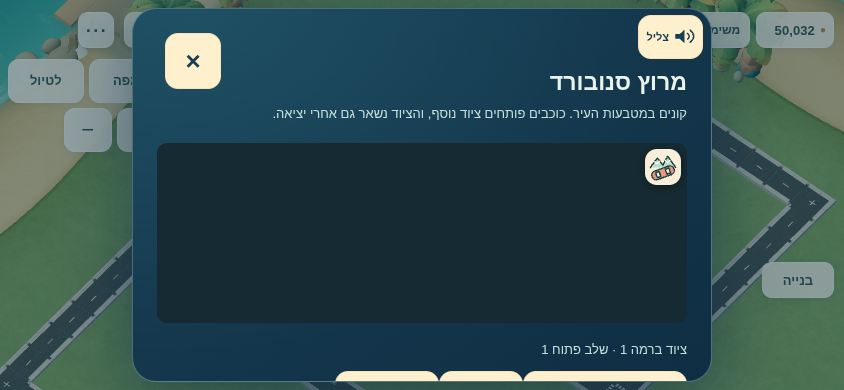 50,032
משימ
צליל
✕
...
לטיול
מפה
–
מרוץ סנובורד
קונים במטבעות העיר. כוכבים פותחים ציוד נוסף, והציוד נשאר גם אחרי יציאה.
ציוד ברמה 1 · שלב פתוח 1
בנייה